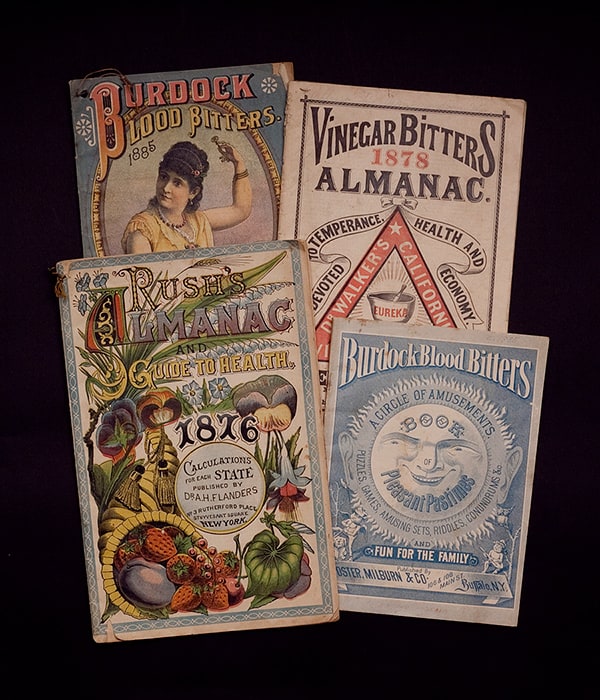 BURDOCK
BLOOD BITTERS.
1885
VINEGAR BITTERS
1878
ALMANAC.
DEVOTED TO TEMPERANCE, HEALTH AND ECONOMY
DR WALKER'S CALIFORN
EUREKA
RUSH'S
ALMANAC
AND
GUIDE TO HEALTH.
1876
CALCULATIONS
FOR EACH STATE
PUBLISHED BY
DR A.H. FLANDERS
No 3 RUTHERFORD PLACE
STUYVESANT SQUARE
NEW YORK.
Burdock Blood Bitters
A CIRCLE OF AMUSEMENTS
BOOK
OF
Pleasant Pastimes
PUZZLES, GAMES, AMUSING SETS, RIDDLES, CONUNDRUMS &c
AND
FUN FOR THE FAMILY
Published by
OSTER, MILBURN & CO:
MAIN ST.
Buffalo, N.Y.